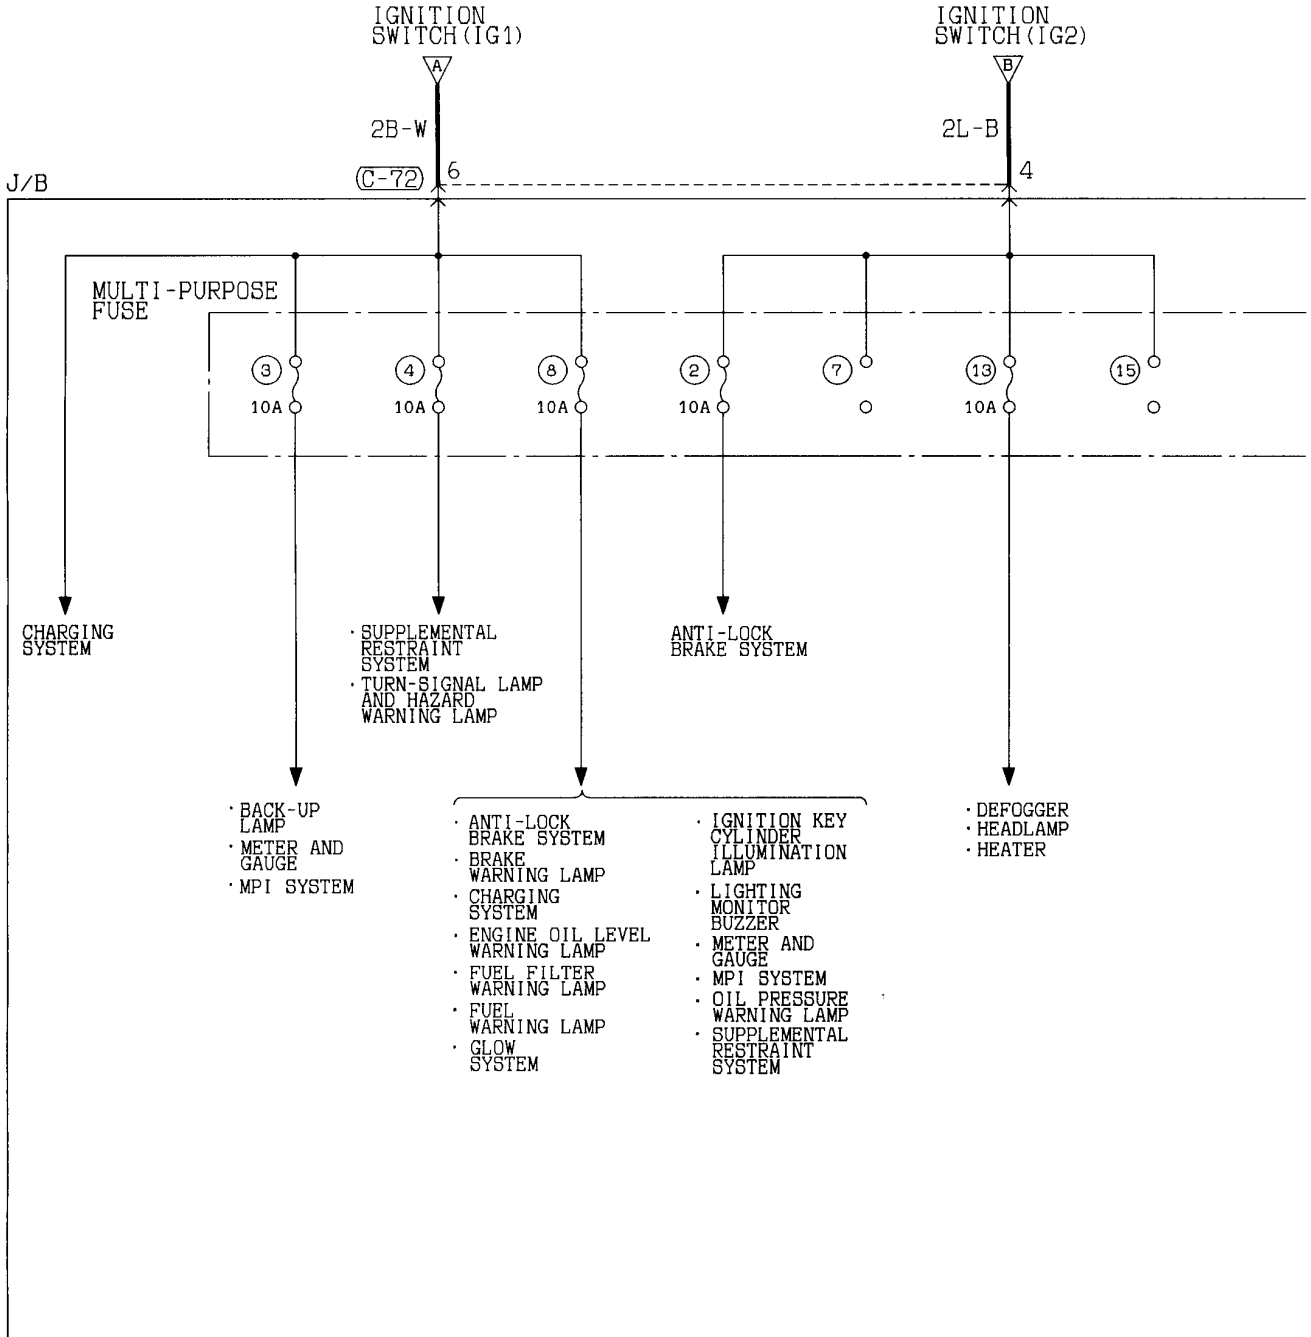 IGNITION
SWITCH(IG1)
IGNITION
SWITCH(IG2)
A
B
2B-W
2L-B
C-72
6
4
J/B
MULTI-PURPOSE
FUSE
3
4
8
2
7
13
15
10A
10A
10A
10A
10A
CHARGING
SYSTEM
· SUPPLEMENTAL
RESTRAINT
SYSTEM
· TURN-SIGNAL LAMP
AND HAZARD
WARNING LAMP
ANTI-LOCK
BRAKE SYSTEM
· BACK-UP
LAMP
· METER AND
GAUGE
· MPI SYSTEM
· ANTI-LOCK
BRAKE SYSTEM
· BRAKE
WARNING LAMP
· CHARGING
SYSTEM
· ENGINE OIL LEVEL
WARNING LAMP
· FUEL FILTER
WARNING LAMP
· FUEL
WARNING LAMP
· GLOW
SYSTEM
· IGNITION KEY
CYLINDER
ILLUMINATION
LAMP
· LIGHTING
MONITOR
BUZZER
· METER AND
GAUGE
· MPI SYSTEM
· OIL PRESSURE
WARNING LAMP
· SUPPLEMENTAL
RESTRAINT
SYSTEM
· DEFOGGER
· HEADLAMP
· HEATER